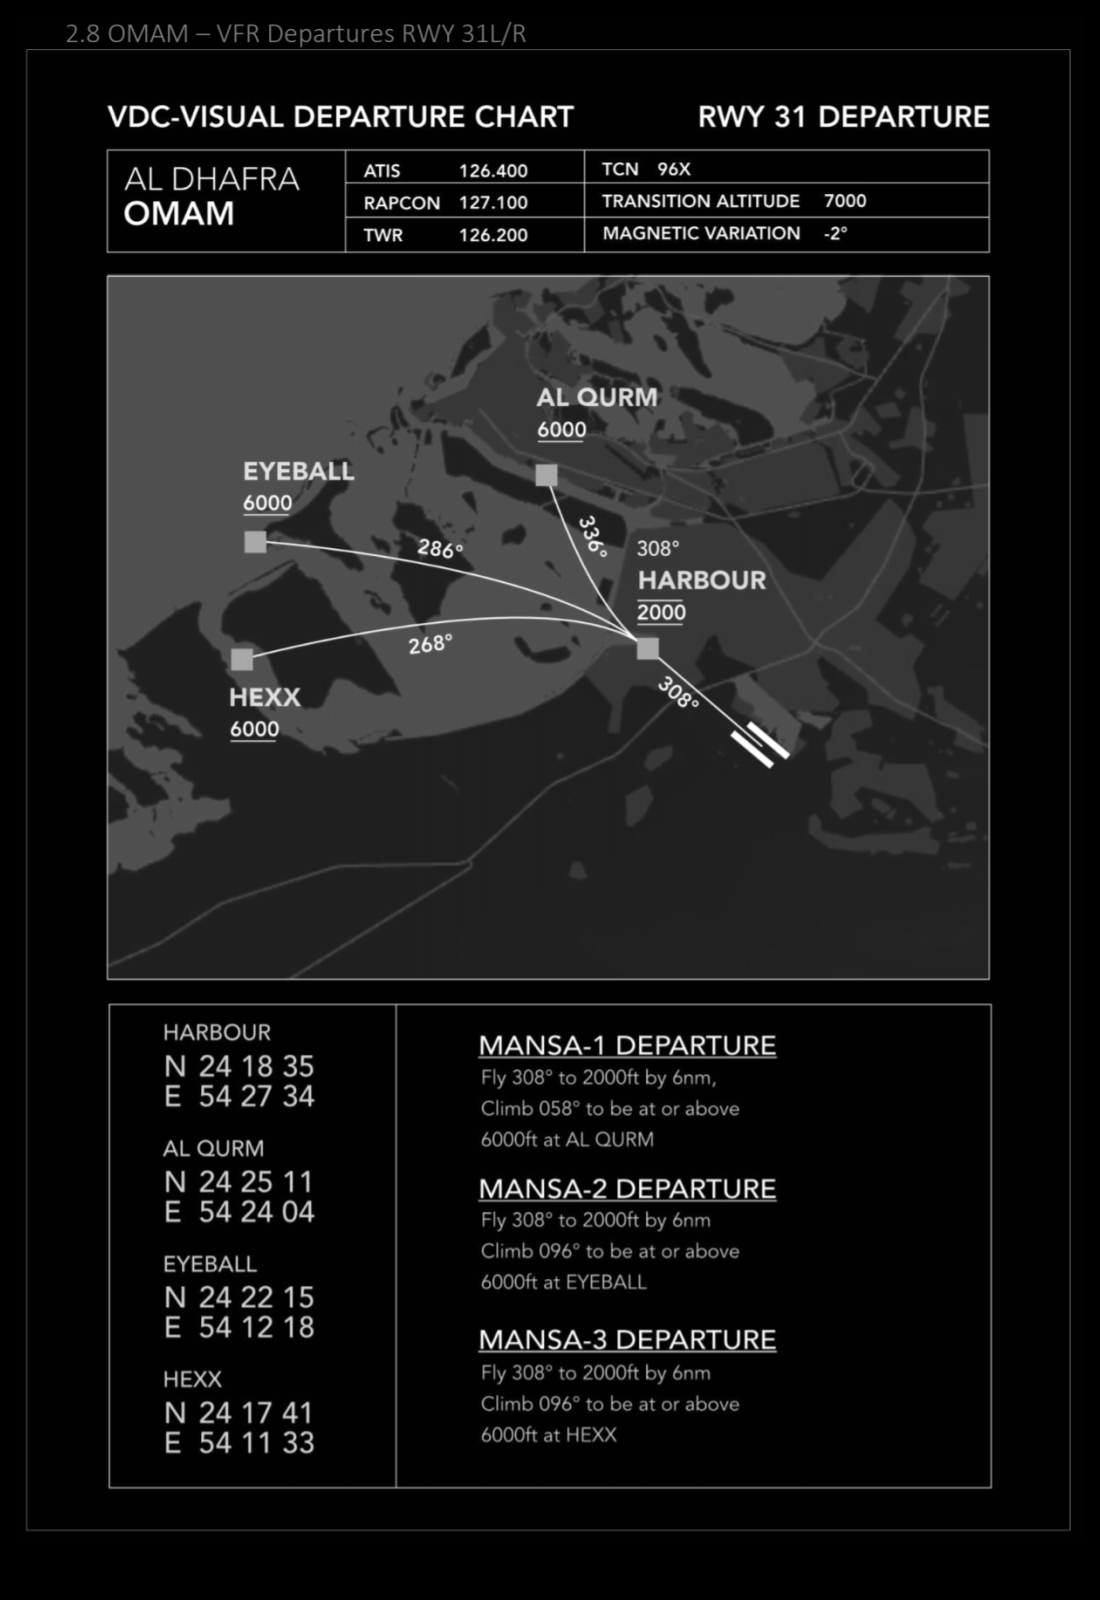 2.8 OMAM – VFR Departures RWY 31L/R
VDC-VISUAL DEPARTURE CHART
RWY 31 DEPARTURE
AL DHAFRA
OMAM
ATIS 126.400
RAPCON 127.100
TWR 126.200
TCN 96X
TRANSITION ALTITUDE 7000
MAGNETIC VARIATION -2°
AL QURM
6000
EYEBALL
6000
286°
336°
308°
HARBOUR
2000
268°
308°
HEXX
6000
HARBOUR
N 24 18 35
E 54 27 34
AL QURM
N 24 25 11
E 54 24 04
EYEBALL
N 24 22 15
E 54 12 18
HEXX
N 24 17 41
E 54 11 33
MANSA-1 DEPARTURE
Fly 308° to 2000ft by 6nm,
Climb 058° to be at or above
6000ft at AL QURM
MANSA-2 DEPARTURE
Fly 308° to 2000ft by 6nm
Climb 096° to be at or above
6000ft at EYEBALL
MANSA-3 DEPARTURE
Fly 308° to 2000ft by 6nm
Climb 096° to be at or above
6000ft at HEXX